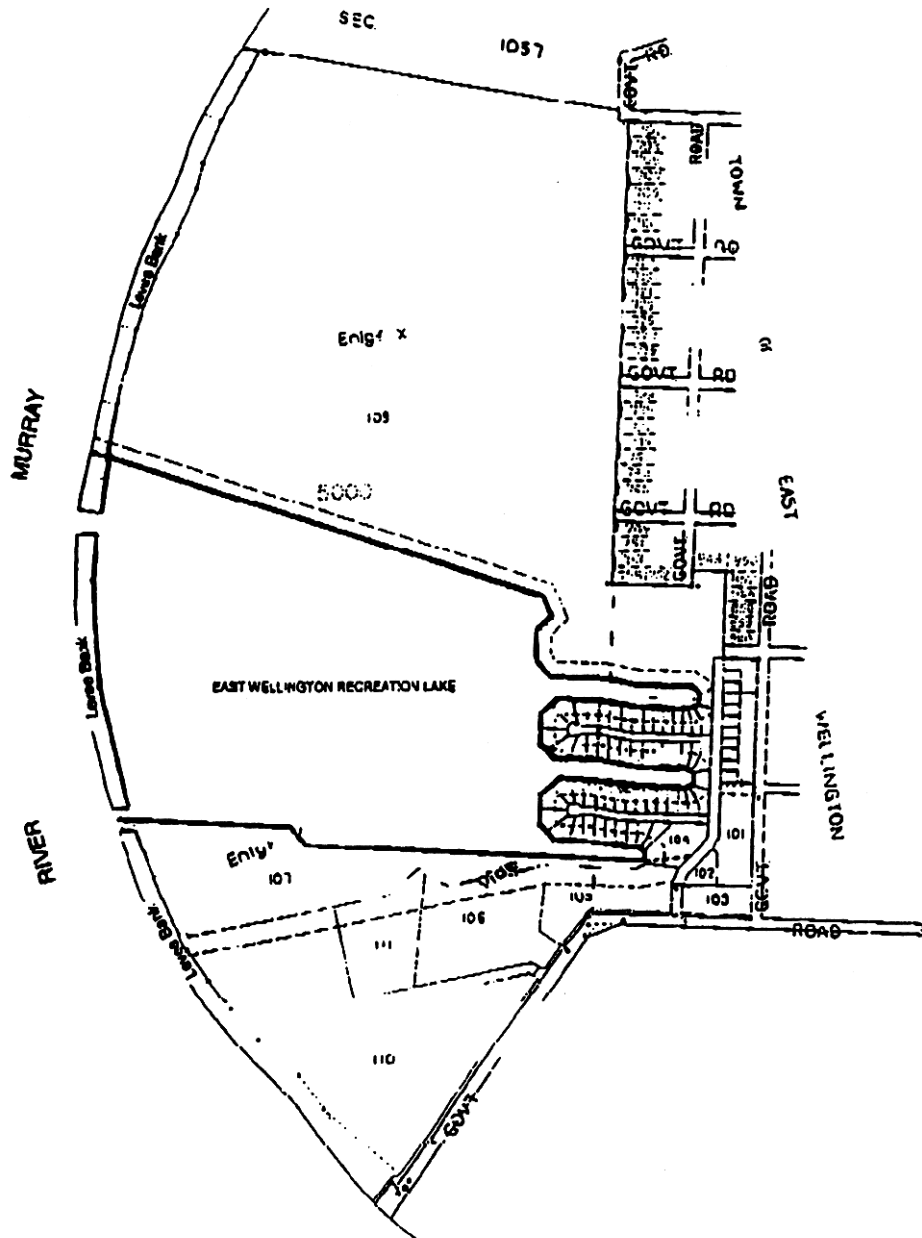 SEC.
1057
GOVT
RD.
ROAD
TOWN
Levee Bank
GOVT RD
MURRAY
109
GOVT RD
5000
GOVT RD
EAST
GOVT
ROAD
Levee Bank
EAST WELLINGTON RECREATION LAKE
WELLINGTON
RIVER
107
104
101
102
103
105
106
111
GOVT
ROAD
Levee Bank
110
GOVT